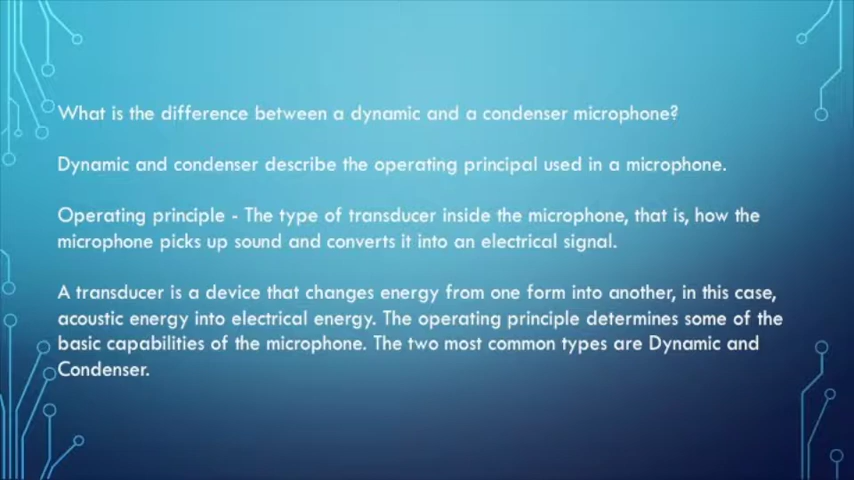 What is the difference between a dynamic and a condenser microphone?
Dynamic and condenser describe the operating principal used in a microphone.
Operating principle - The type of transducer inside the microphone, that is, how the
microphone picks up sound and converts it into an electrical signal.
A transducer is a device that changes energy from one form into another, in this case,
acoustic energy into electrical energy. The operating principle determines some of the
basic capabilities of the microphone. The two most common types are Dynamic and
Condenser.